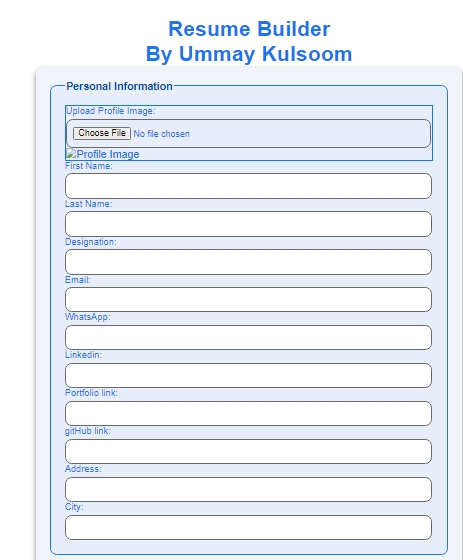 Resume Builder
By Ummay Kulsoom
Personal Information
Upload Profile Image:
Choose File No file chosen
Profile Image
First Name:
Last Name:
Designation:
Email:
WhatsApp:
Linkedin:
Portfolio link:
gitHub link:
Address:
City: